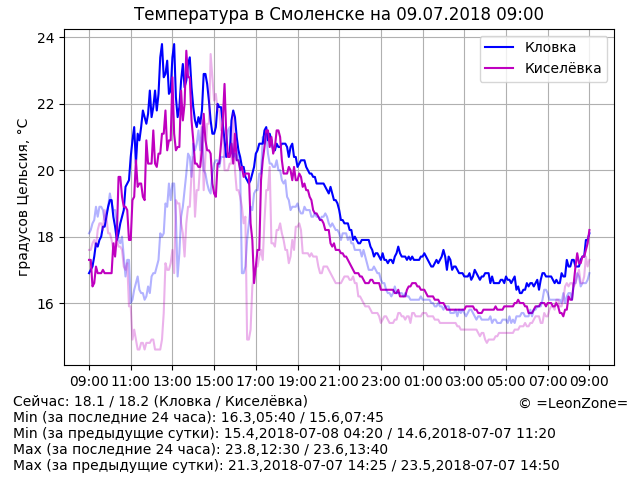 Температура в Смоленске на 09.07.2018 09:00
24
22
20
18
16
градусов Цельсия, °C
Кловка
Киселёвка
09:00 11:00 13:00 15:00 17:00 19:00 21:00 23:00 01:00 03:00 05:00 07:00 09:00
Сейчас: 18.1 / 18.2 (Кловка / Киселёвка)
© =LeonZone=
Min (за последние 24 часа): 16.3,05:40 / 15.6,07:45
Min (за предыдущие сутки): 15.4,2018-07-08 04:20 / 14.6,2018-07-07 11:20
Max (за последние 24 часа): 23.8,12:30 / 23.6,13:40
Max (за предыдущие сутки): 21.3,2018-07-07 14:25 / 23.5,2018-07-07 14:50